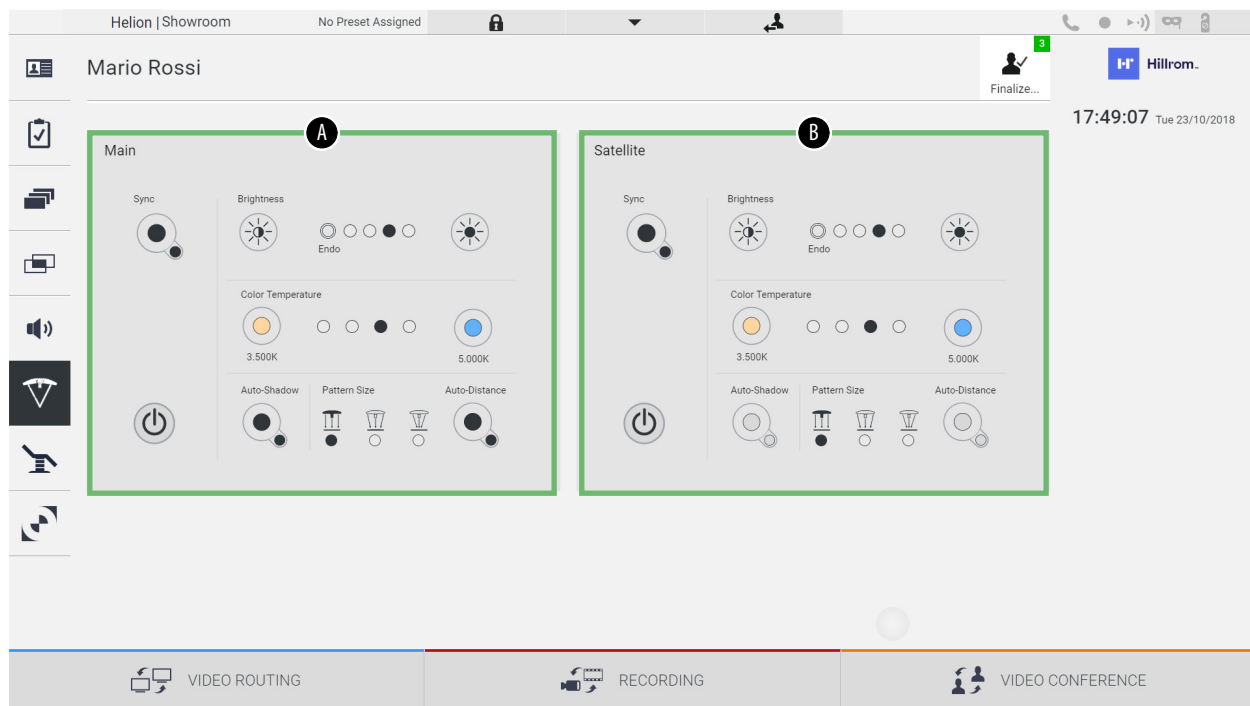 Helion | Showroom
No Preset Assigned
Mario Rossi
3
Finalize...
Hillrom™
17:49:07 Tue 23/10/2018
A
Main
Sync
Brightness
Endo
Color Temperature
3.500K
5.000K
Auto-Shadow
Pattern Size
Auto-Distance
B
Satellite
Sync
Brightness
Endo
Color Temperature
3.500K
5.000K
Auto-Shadow
Pattern Size
Auto-Distance
VIDEO ROUTING
RECORDING
VIDEO CONFERENCE